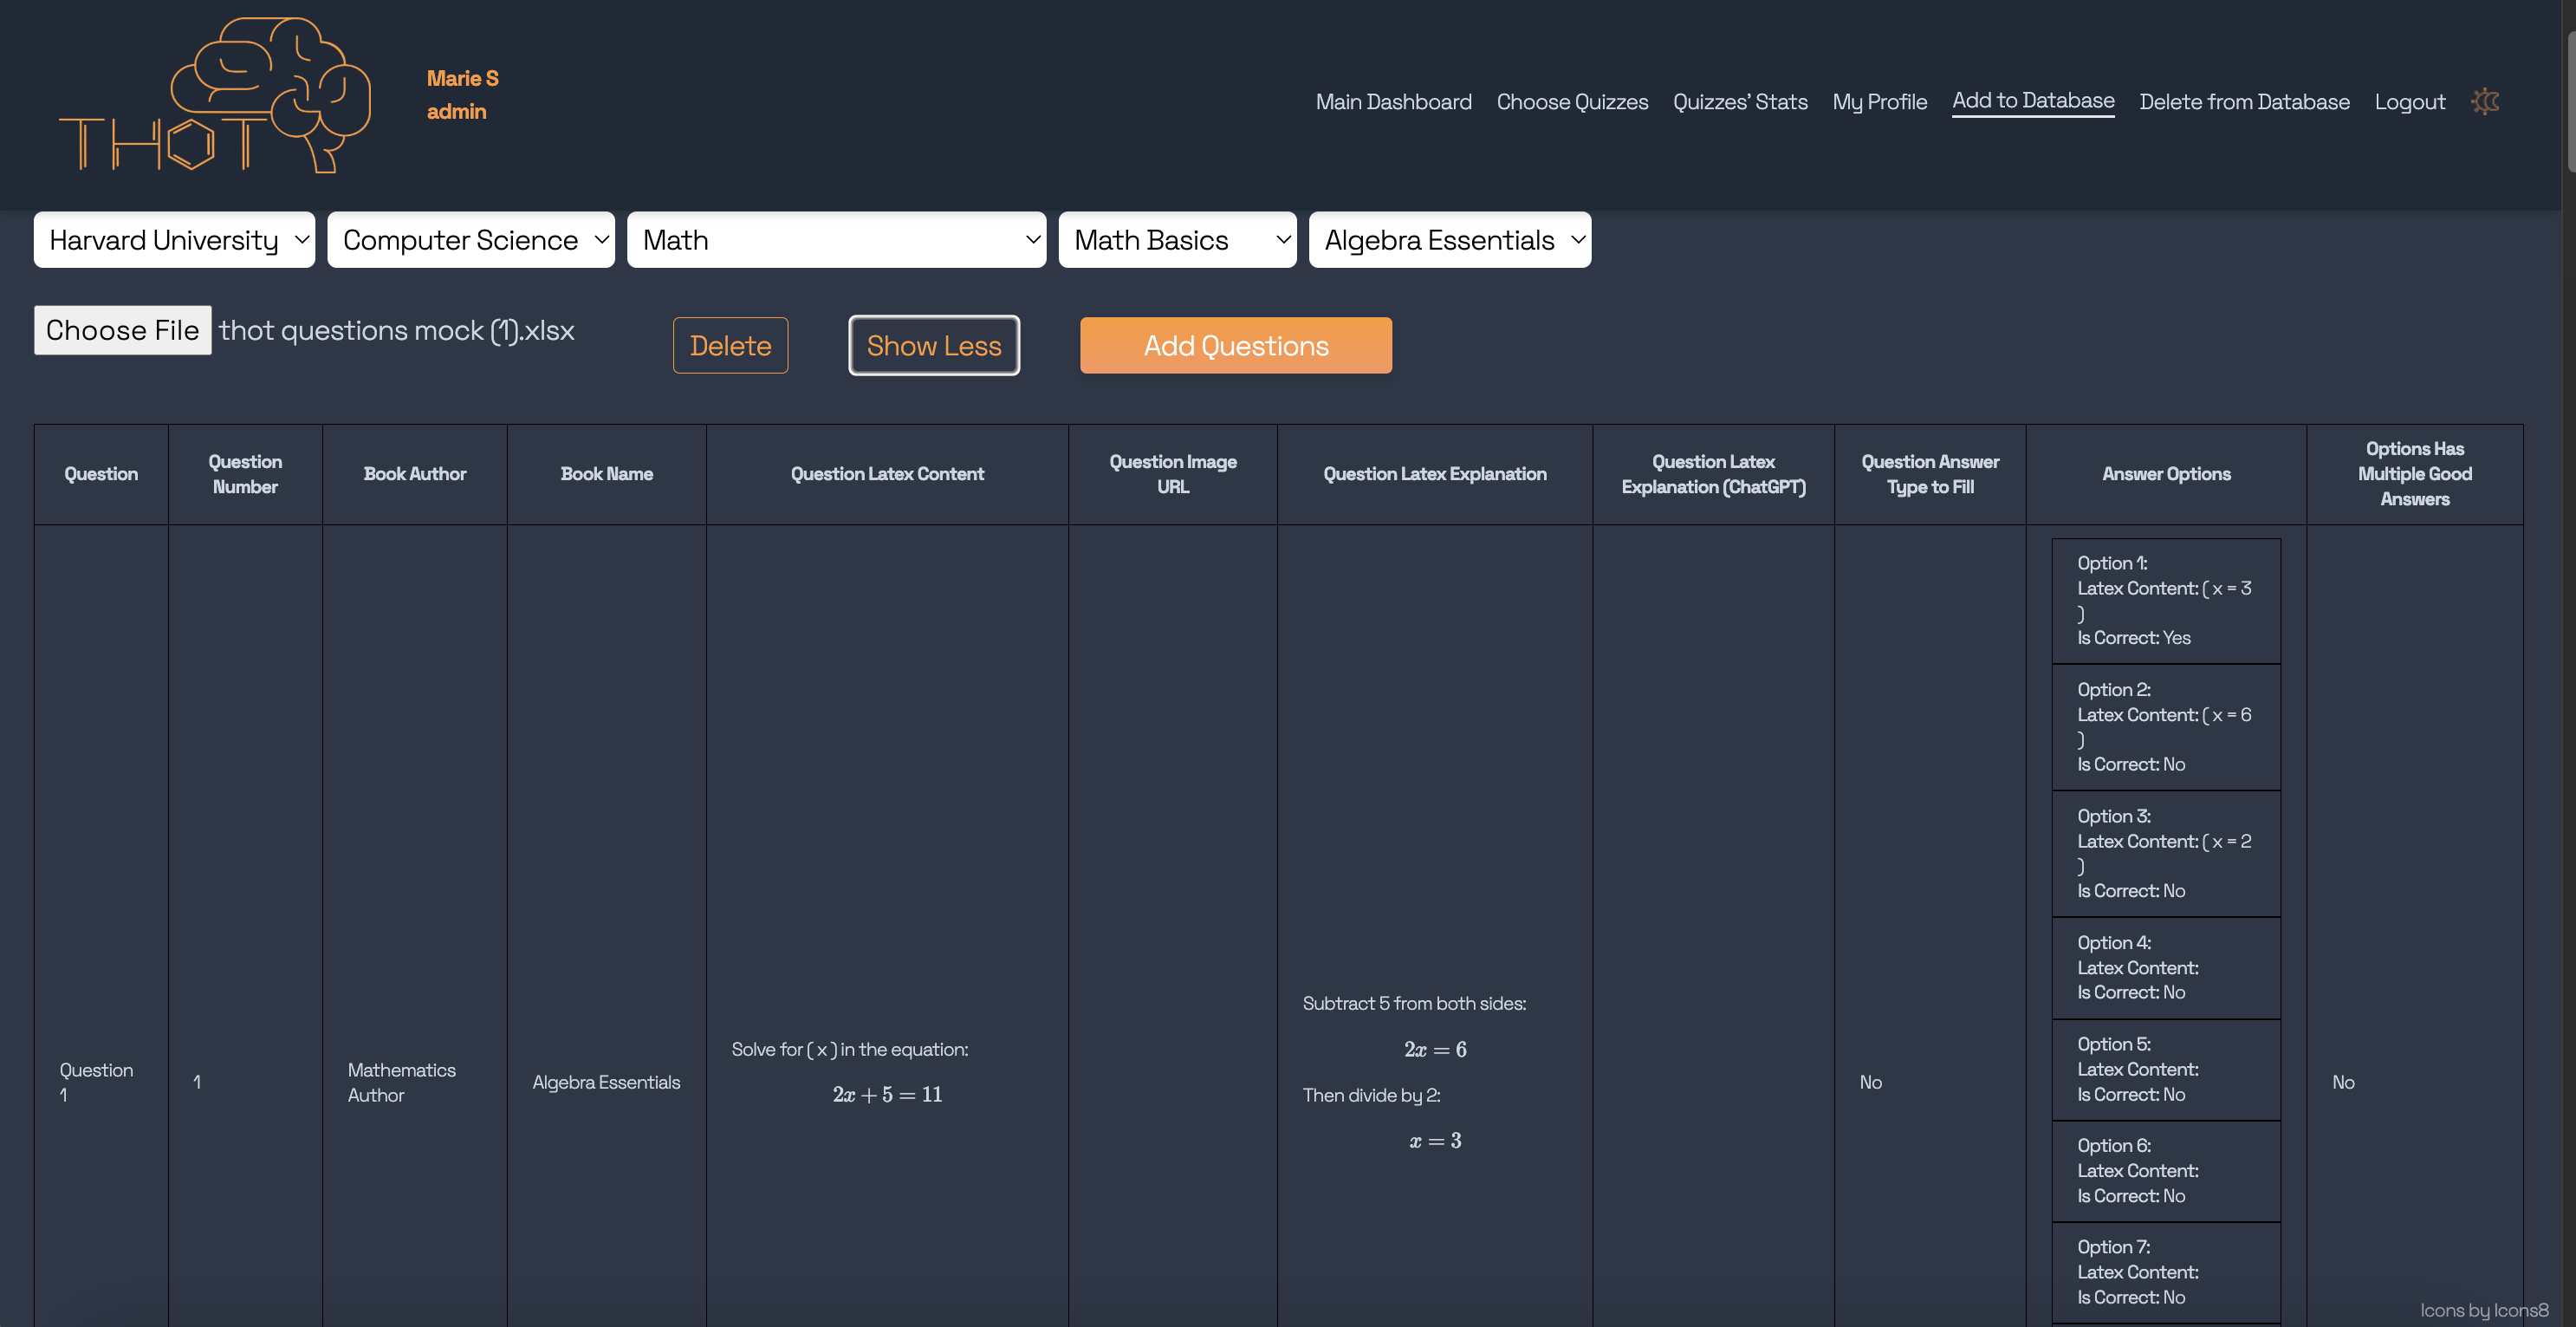 THOT
Marie S
admin
Main Dashboard Choose Quizzes Quizzes' Stats My Profile Add to Database Delete from Database Logout
Harvard University Computer Science Math Math Basics Algebra Essentials
Choose File thot questions mock (1).xlsx Delete Show Less Add Questions
Question
Question
Number
Book Author
Book Name
Question Latex Content
Question Image
URL
Question Latex Explanation
Question Latex
Explanation (ChatGPT)
Question Answer
Type to Fill
Answer Options
Options Has
Multiple Good
Answers
Question
1
1
Mathematics
Author
Algebra Essentials
Solve for ( x ) in the equation:
2x + 5 = 11
Subtract 5 from both sides:
2x = 6
Then divide by 2:
x = 3
No
Option 1:
Latex Content: ( x = 3
)
Is Correct: Yes
Option 2:
Latex Content: ( x = 6
)
Is Correct: No
Option 3:
Latex Content: ( x = 2
)
Is Correct: No
Option 4:
Latex Content:
Is Correct: No
Option 5:
Latex Content:
Is Correct: No
Option 6:
Latex Content:
Is Correct: No
Option 7:
Latex Content:
Is Correct: No
No
Icons by Icons8